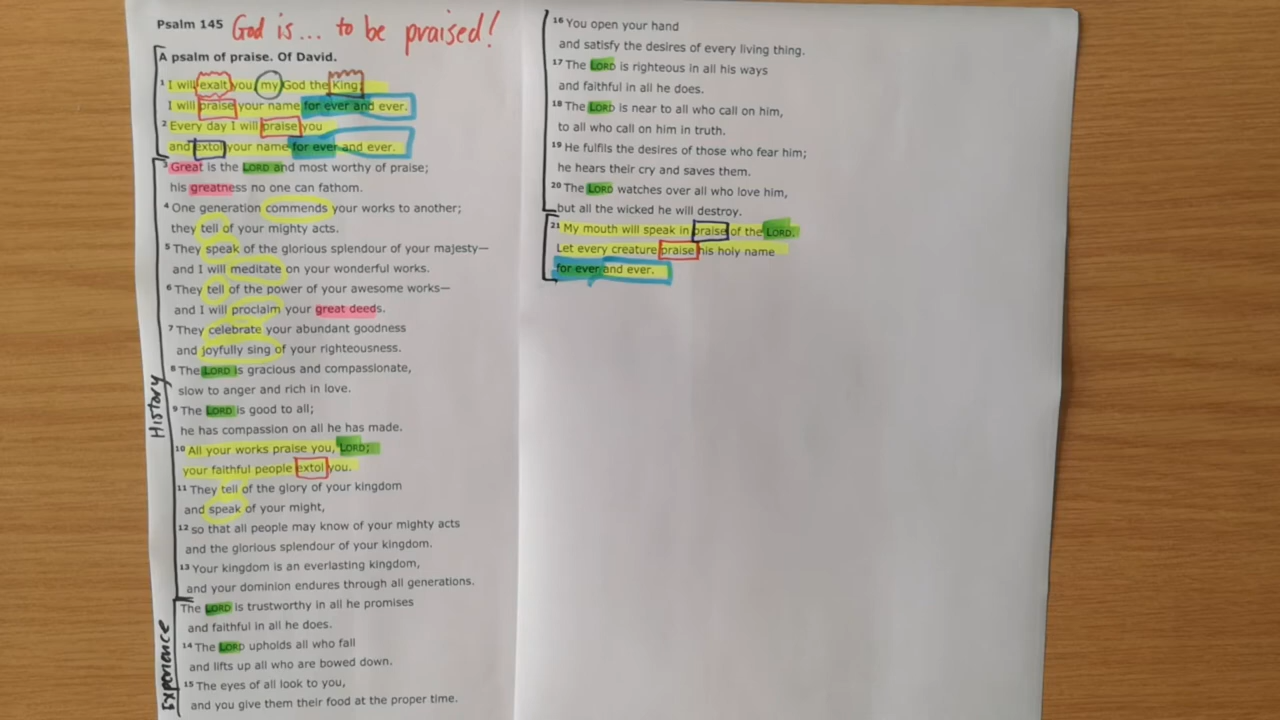 Psalm 145 God is... to be praised!
A psalm of praise. Of David.
1 I will exalt you, my God the King;
I will praise your name for ever and ever.
2 Every day I will praise you
and extol your name for ever and ever.
3 Great is the LORD and most worthy of praise;
his greatness no one can fathom.
4 One generation commends your works to another;
they tell of your mighty acts.
5 They speak of the glorious splendour of your majesty—
and I will meditate on your wonderful works.
6 They tell of the power of your awesome works—
and I will proclaim your great deeds.
7 They celebrate your abundant goodness
and joyfully sing of your righteousness.
8 The LORD is gracious and compassionate,
slow to anger and rich in love.
9 The LORD is good to all;
he has compassion on all he has made.
10 All your works praise you, LORD;
your faithful people extol you.
11 They tell of the glory of your kingdom
and speak of your might,
12 so that all people may know of your mighty acts
and the glorious splendour of your kingdom.
13 Your kingdom is an everlasting kingdom,
and your dominion endures through all generations.
History
The LORD is trustworthy in all he promises
and faithful in all he does.
14 The LORD upholds all who fall
and lifts up all who are bowed down.
15 The eyes of all look to you,
and you give them their food at the proper time.
Experience
16 You open your hand
and satisfy the desires of every living thing.
17 The LORD is righteous in all his ways
and faithful in all he does.
18 The LORD is near to all who call on him,
to all who call on him in truth.
19 He fulfils the desires of those who fear him;
he hears their cry and saves them.
20 The LORD watches over all who love him,
but all the wicked he will destroy.
21 My mouth will speak in praise of the LORD.
Let every creature praise his holy name
for ever and ever.